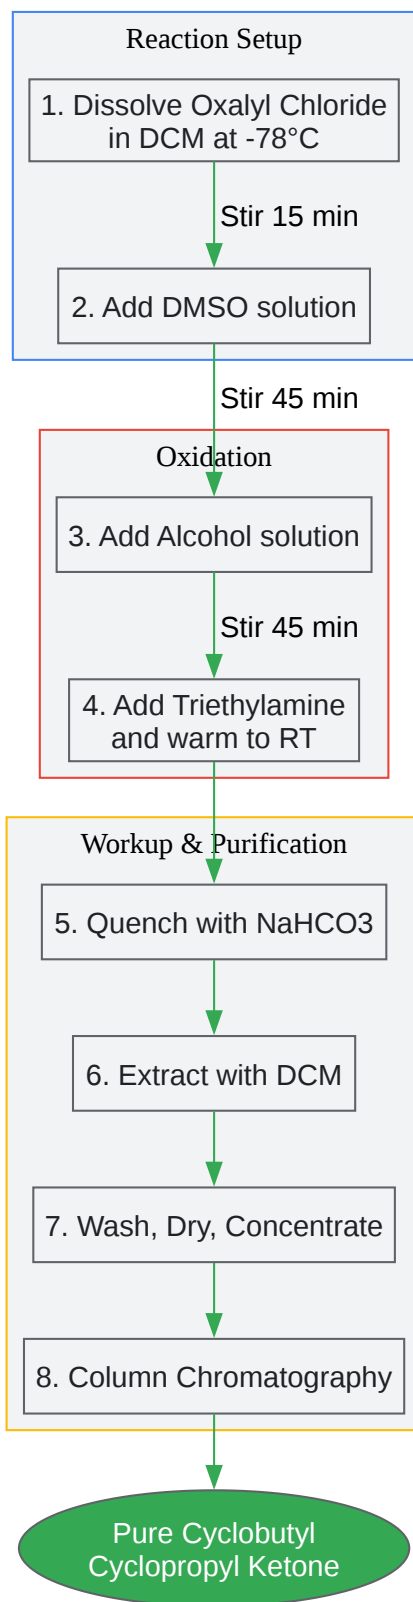 Reaction Setup
1. Dissolve Oxalyl Chloride
in DCM at -78°C
Stir 15 min
2. Add DMSO solution
Stir 45 min
Oxidation
3. Add Alcohol solution
Stir 45 min
4. Add Triethylamine
and warm to RT
Workup & Purification
5. Quench with NaHCO3
6. Extract with DCM
7. Wash, Dry, Concentrate
8. Column Chromatography
Pure Cyclobutyl
Cyclopropyl Ketone